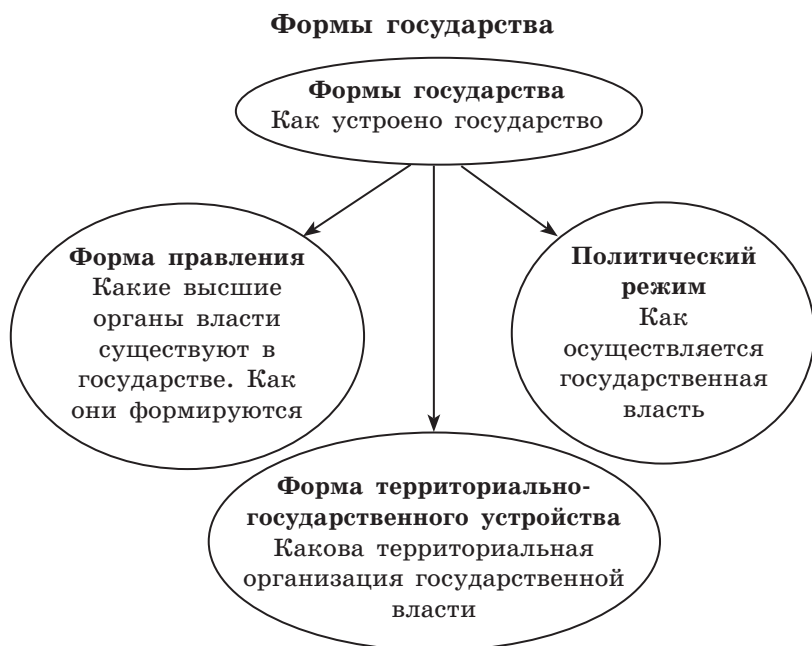 Формы государства
Формы государства
Как устроено государство
Форма правления
Какие высшие
органы власти
существуют в
государстве. Как
они формируются
Политический
режим
Как
осуществляется
государственная
власть
Форма территориально-
государственного устройства
Какова территориальная
организация государственной
власти